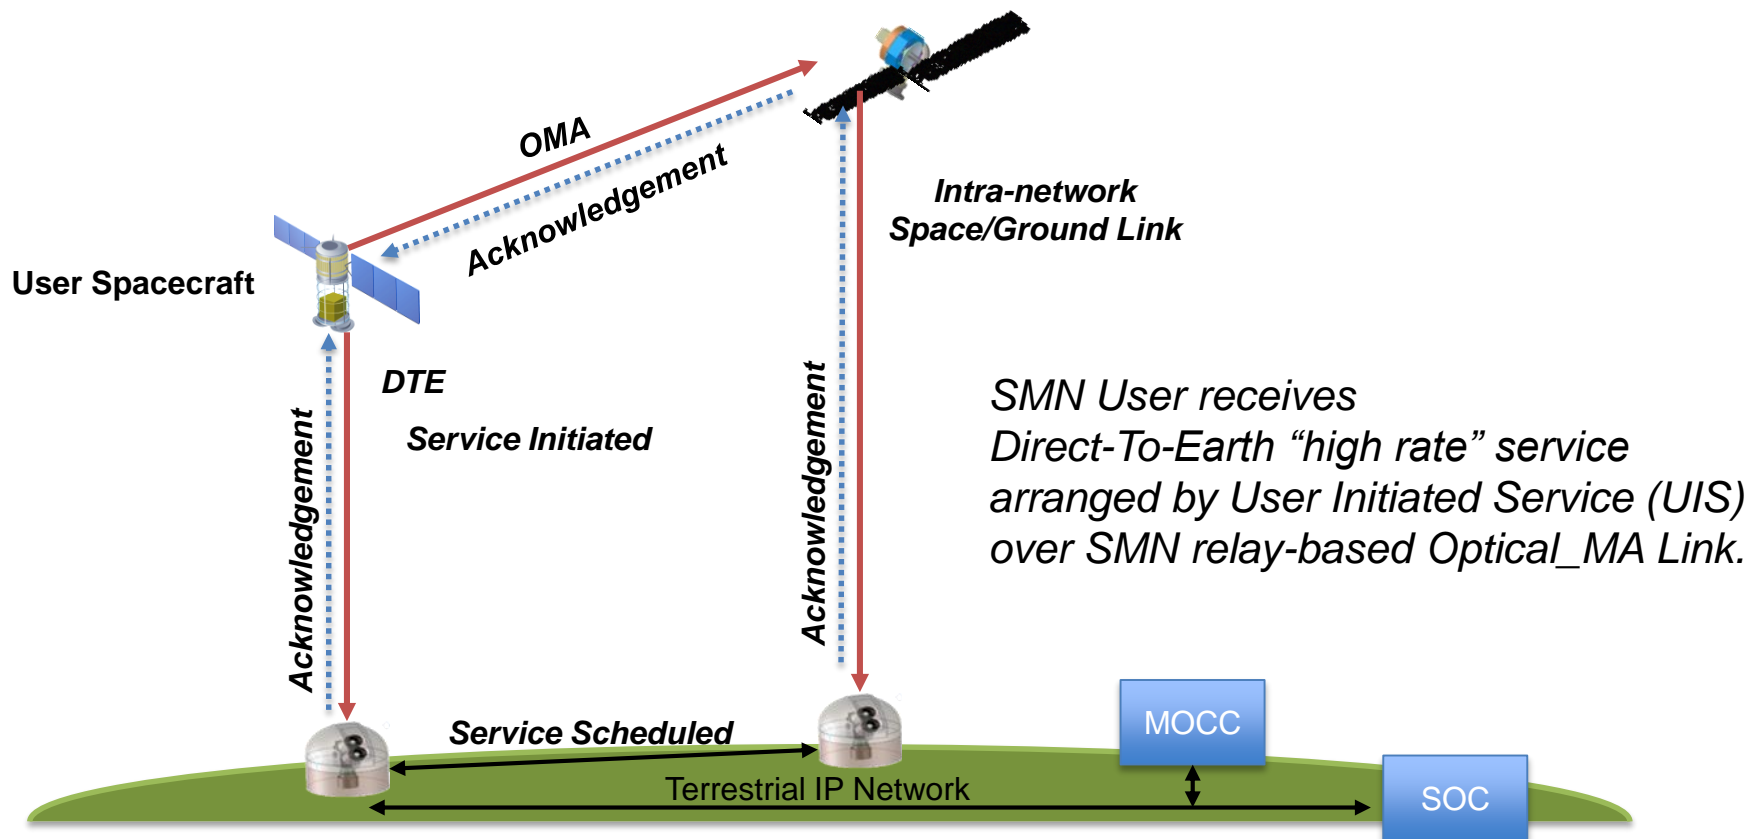 OMA
Acknowledgement
Intra-network
Space/Ground Link
User Spacecraft
DTE
Service Initiated
Acknowledgement
Acknowledgement
SMN User receives
Direct-To-Earth “high rate” service
arranged by User Initiated Service (UIS)
over SMN relay-based Optical_MA Link.
Service Scheduled
MOCC
Terrestrial IP Network
SOC